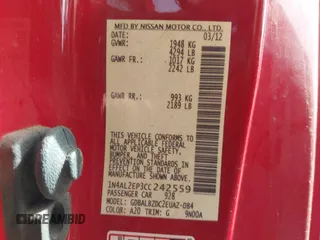 MFD BY NISSAN MOTOR CO., LTD.
DATE: 03/12
GVWR: 1948 KG
4294 LB
GAWR FR.: 1017 KG
2242 LB
GAWR RR.: 993 KG
2189 LB
THIS VEHICLE CONFORMS TO ALL APPLICABLE FEDERAL MOTOR VEHICLE SAFETY, BUMPER, AND THEFT PREVENTION STANDARDS IN EFFECT ON THE DATE OF MANUFACTURE SHOWN ABOVE.
1N4AL2EP3CC242559
PASSENGER CAR 928
MODEL:
COLOR: A20 TRIM: G 9N00A
DREAMBID